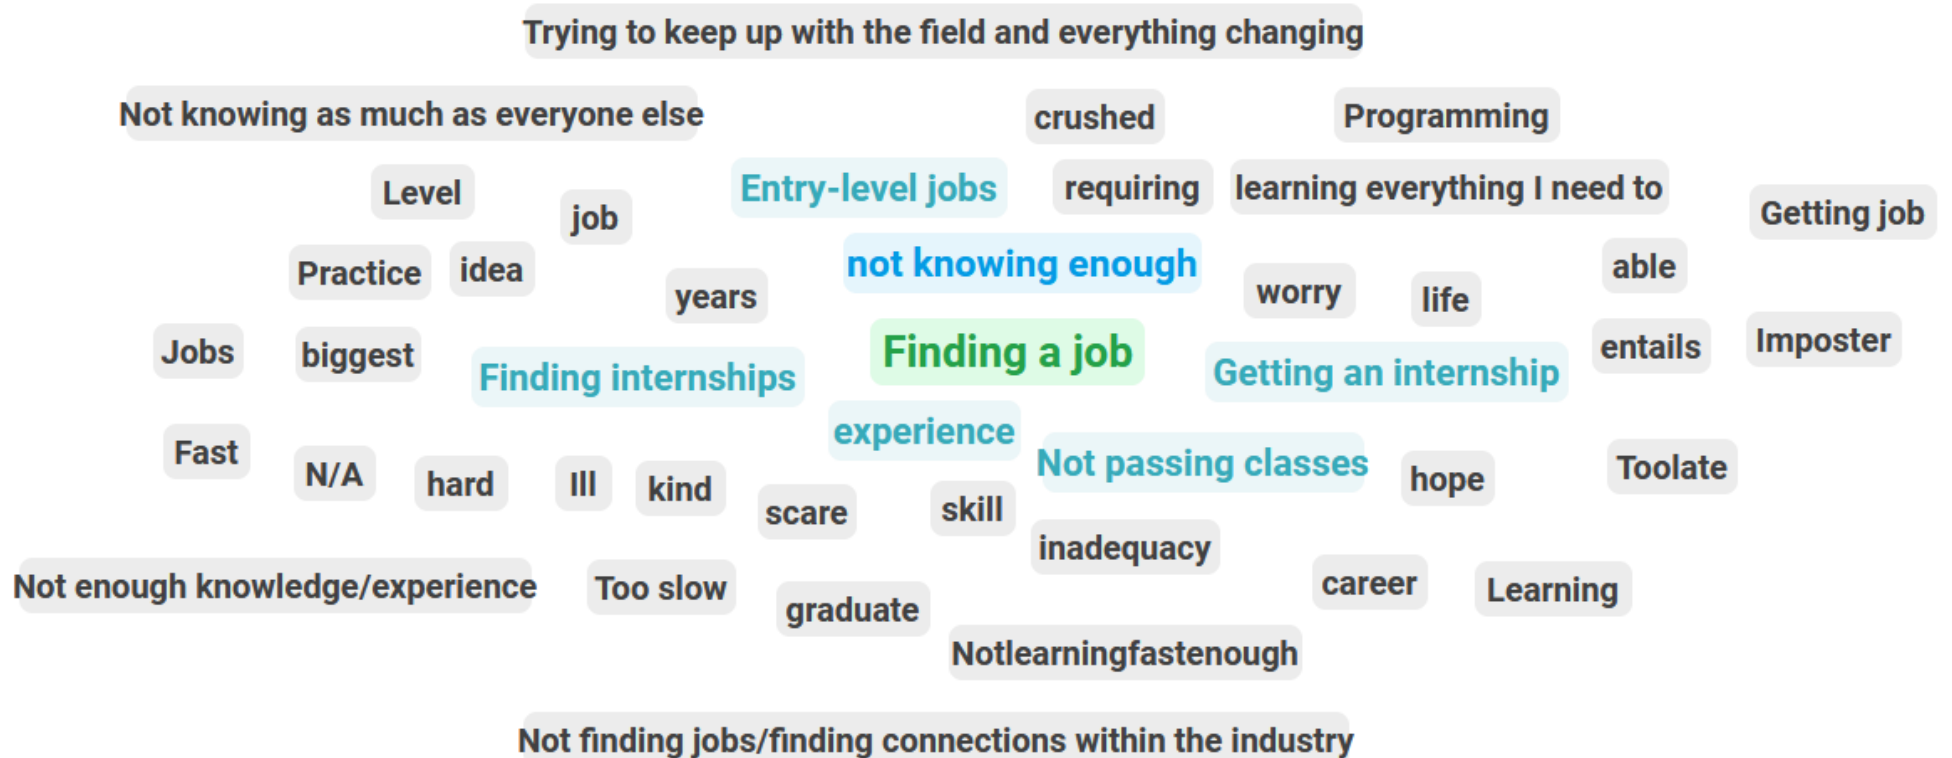 Trying to keep up with the field and everything changing
Not knowing as much as everyone else
crushed
Programming
Level
job
Entry-level jobs
requiring
learning everything I need to
Getting job
Practice
idea
years
not knowing enough
worry
life
able
Jobs
biggest
Finding internships
Finding a job
Getting an internship
entails
Imposter
Fast
N/A
hard
Ill
kind
scare
experience
skill
Not passing classes
hope
Toolate
inadequacy
Not enough knowledge/experience
Too slow
graduate
career
Learning
Notlearningfastenough
Not finding jobs/finding connections within the industry